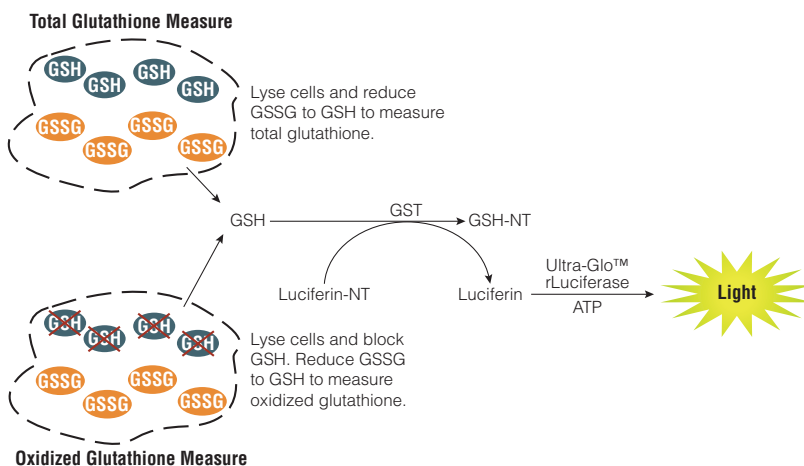 Total Glutathione Measure
GSH
GSH
GSH
GSH
GSSG
GSSG
GSSG
GSSG
Lyse cells and reduce
GSSG to GSH to measure
total glutathione.
GSH
GST
GSH-NT
Luciferin-NT
Luciferin
Ultra-Glo™
rLuciferase
ATP
Light
GSH
GSH
GSH
GSH
GSSG
GSSG
GSSG
GSSG
Lyse cells and block
GSH. Reduce GSSG
to GSH to measure
oxidized glutathione.
Oxidized Glutathione Measure